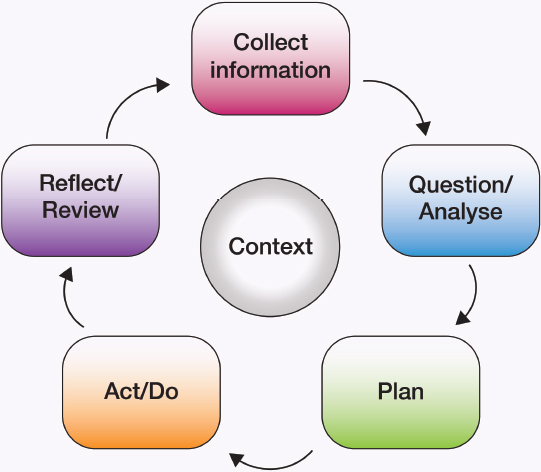 Collect
information
Question/
Analyse
Plan
Act/Do
Reflect/
Review
Context